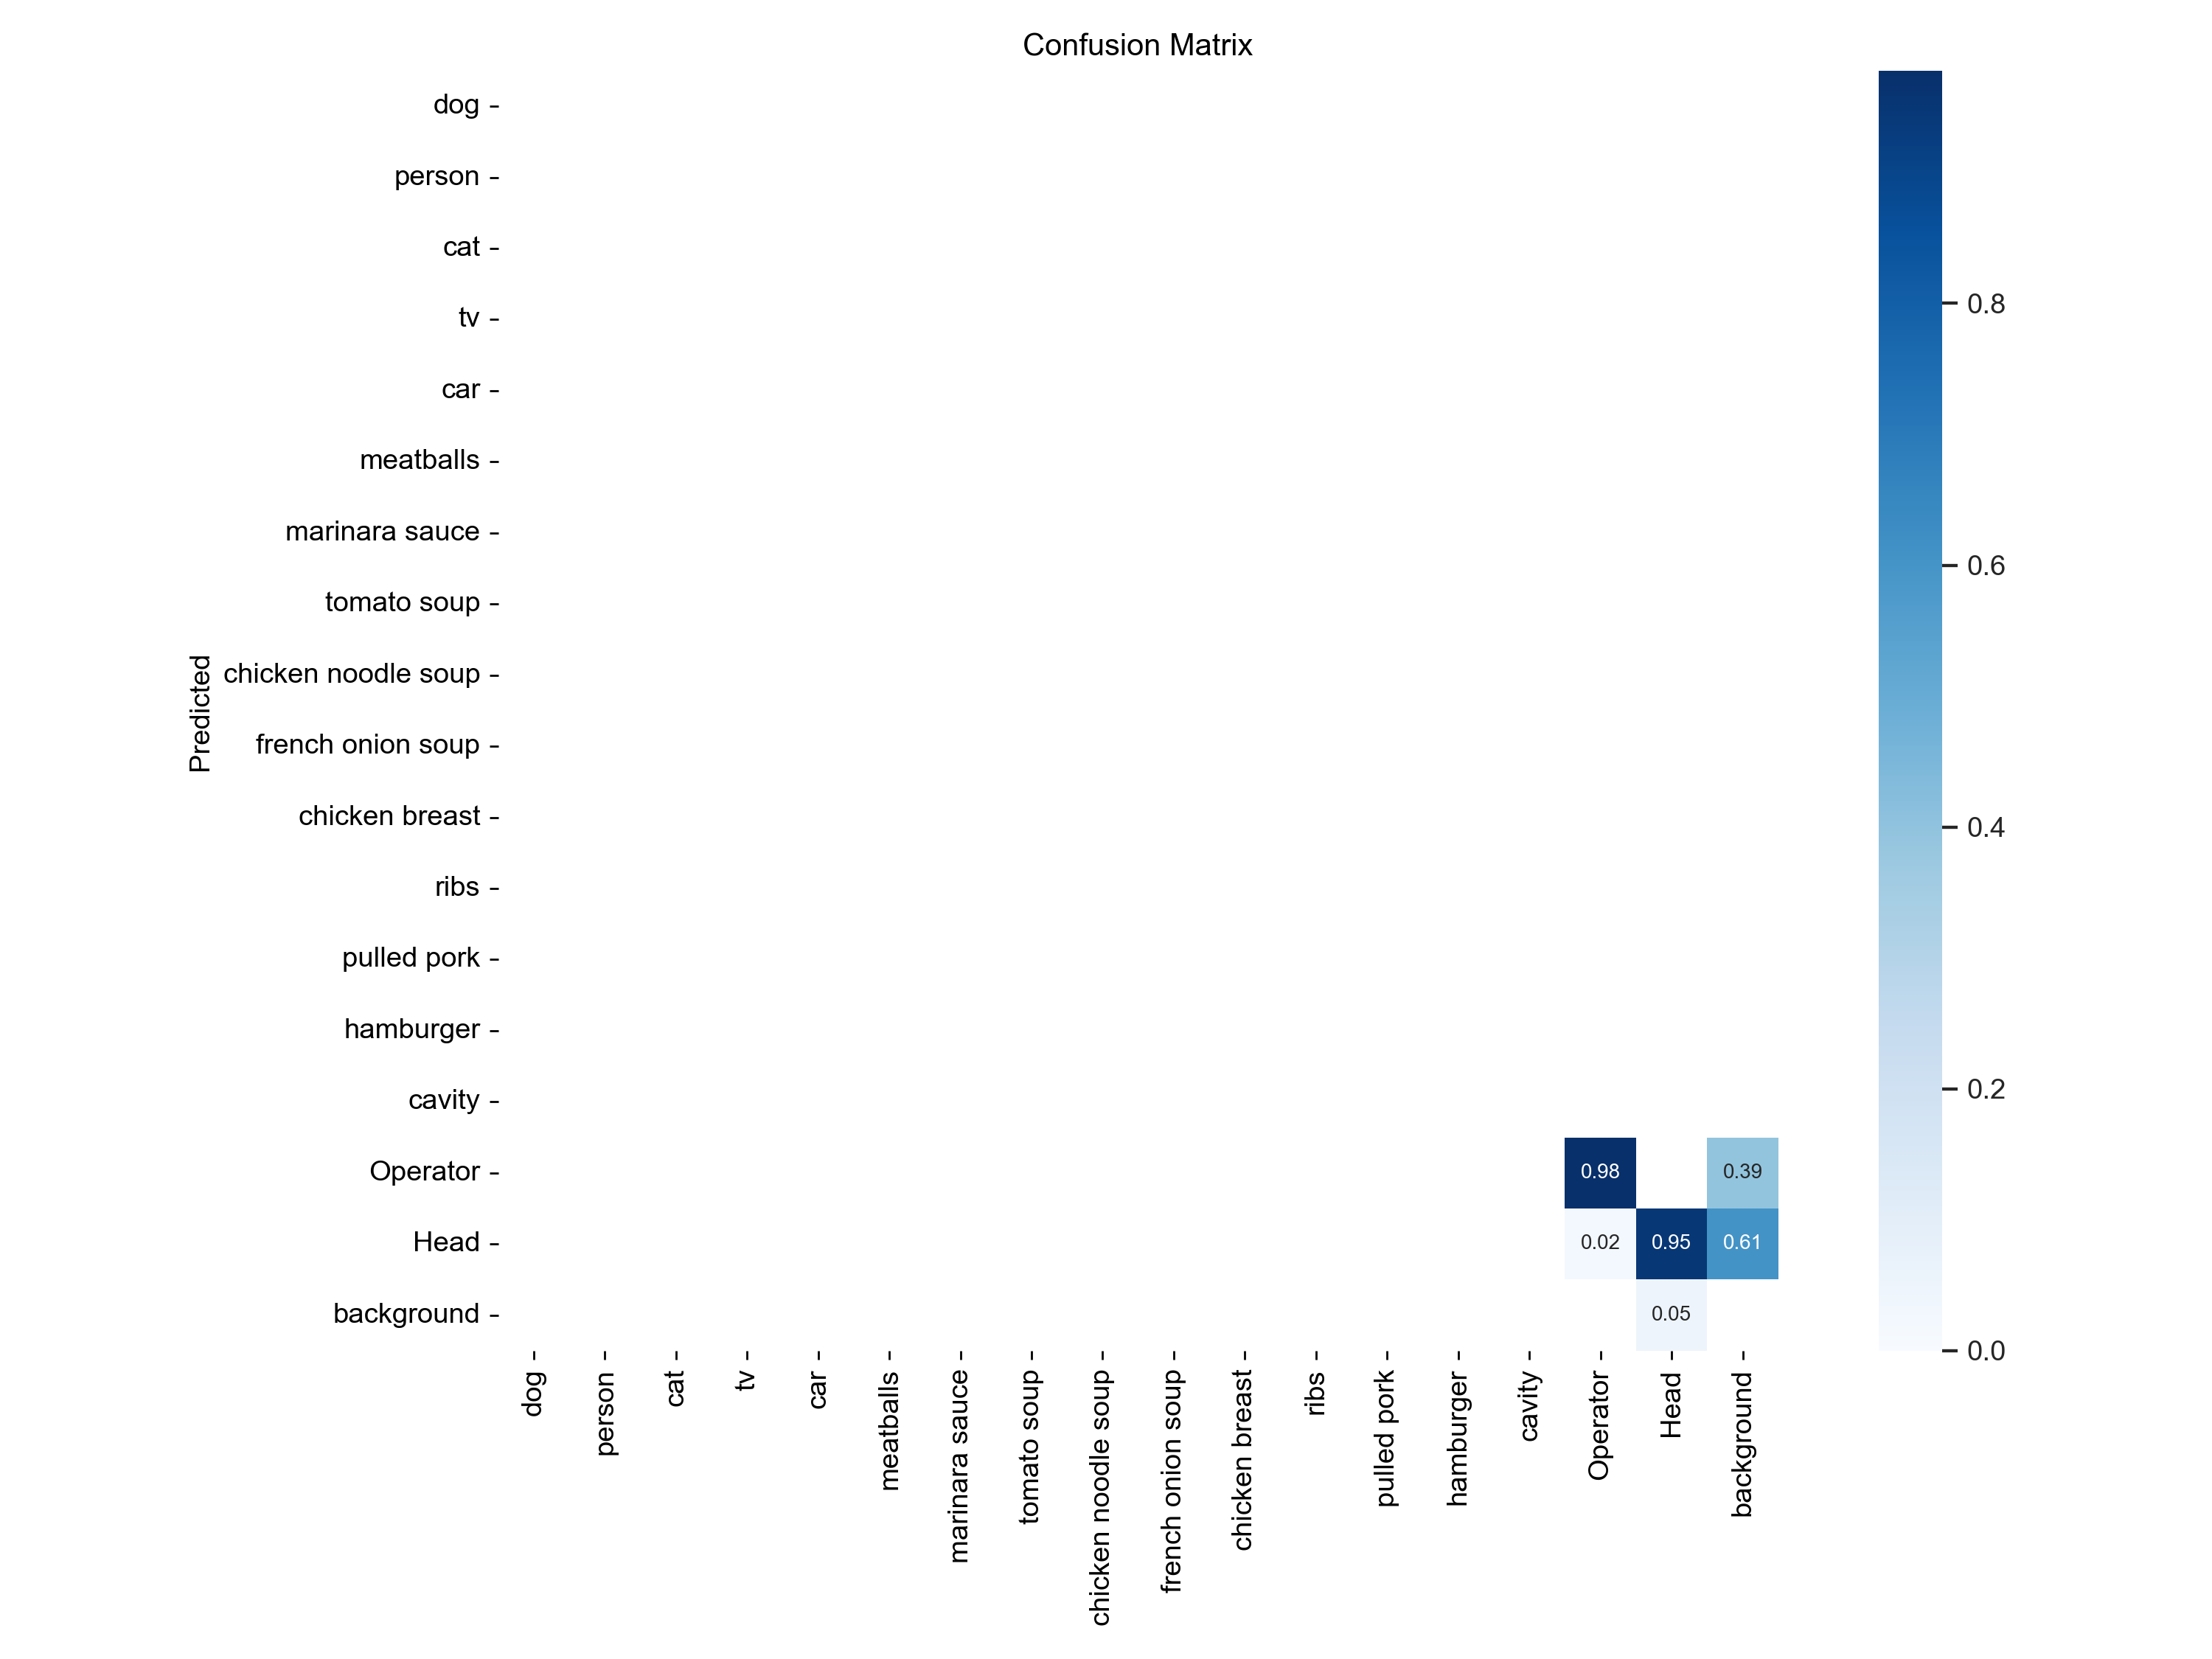 Confusion Matrix
dog
person
cat
tv
car
meatballs
marinara sauce
tomato soup
chicken noodle soup
french onion soup
chicken breast
ribs
pulled pork
hamburger
cavity
Operator
Head
background
Predicted
0.98
0.39
0.02
0.95
0.61
0.05
dog
person
cat
tv
car
meatballs
marinara sauce
tomato soup
chicken noodle soup
french onion soup
chicken breast
ribs
pulled pork
hamburger
cavity
Operator
Head
background
0.8
0.6
0.4
0.2
0.0